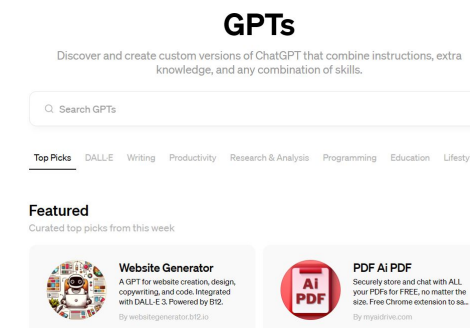 GPTs
Discover and create custom versions of ChatGPT that combine instructions, extra
knowledge, and any combination of skills.
Search GPTs
Top Picks DALL·E Writing Productivity Research & Analysis Programming Education Lifesty
Featured
Curated top picks from this week
Website Generator
A GPT for website creation, design,
copywriting, and code. Integrated
with DALL-E 3. Powered by B12.
By websitegenerator.b12.io
Ai
PDF
PDF Ai PDF
Securely store and chat with ALL
your PDFs for FREE, no matter the
size. Free Chrome extension to sa...
By myaidrive.com